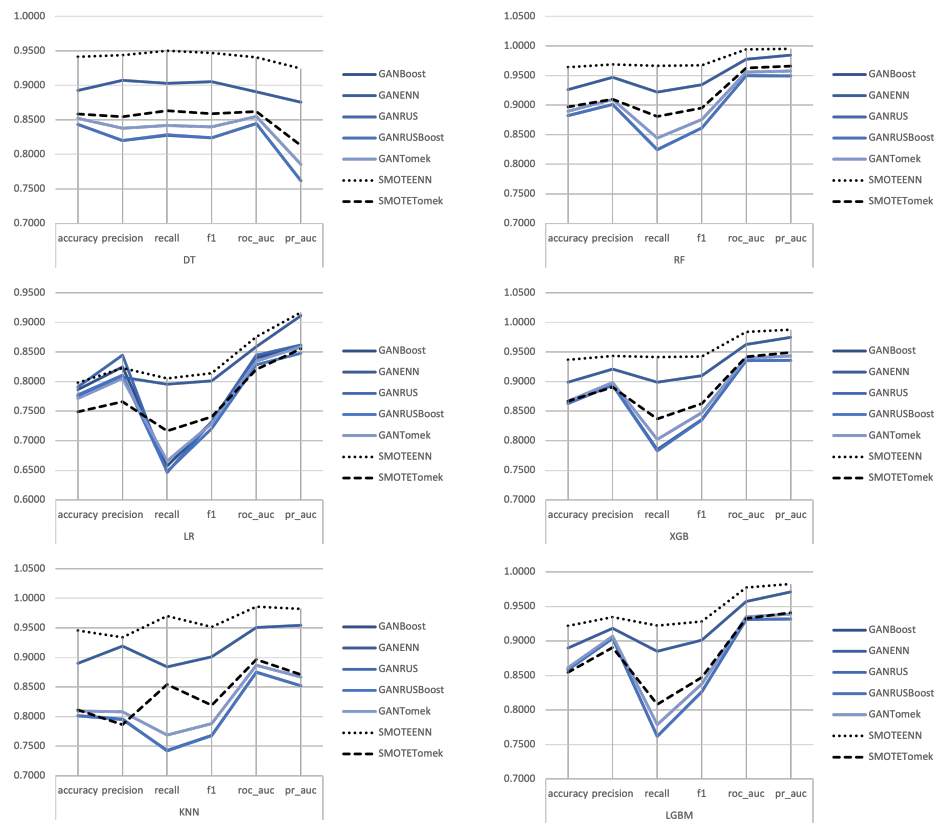 1.0000
0.9500
0.9000
0.8500
0.8000
0.7500
0.7000
accuracy precision recall f1 roc_auc pr_auc
DT
GANBoost
GANENN
GANRUS
GANRUSBoost
GANTomek
SMOTEENN
SMOTETomek
1.0500
1.0000
0.9500
0.9000
0.8500
0.8000
0.7500
0.7000
accuracy precision recall f1 roc_auc pr_auc
RF
GANBoost
GANENN
GANRUS
GANRUSBoost
GANTomek
SMOTEENN
SMOTETomek
0.9500
0.9000
0.8500
0.8000
0.7500
0.7000
0.6500
0.6000
accuracy precision recall f1 roc_auc pr_auc
LR
GANBoost
GANENN
GANRUS
GANRUSBoost
GANTomek
SMOTEENN
SMOTETomek
1.0500
1.0000
0.9500
0.9000
0.8500
0.8000
0.7500
0.7000
accuracy precision recall f1 roc_auc pr_auc
XGB
GANBoost
GANENN
GANRUS
GANRUSBoost
GANTomek
SMOTEENN
SMOTETomek
1.0500
1.0000
0.9500
0.9000
0.8500
0.8000
0.7500
0.7000
accuracy precision recall f1 roc_auc pr_auc
KNN
GANBoost
GANENN
GANRUS
GANRUSBoost
GANTomek
SMOTEENN
SMOTETomek
1.0000
0.9500
0.9000
0.8500
0.8000
0.7500
0.7000
accuracy precision recall f1 roc_auc pr_auc
LGBM
GANBoost
GANENN
GANRUS
GANRUSBoost
GANTomek
SMOTEENN
SMOTETomek